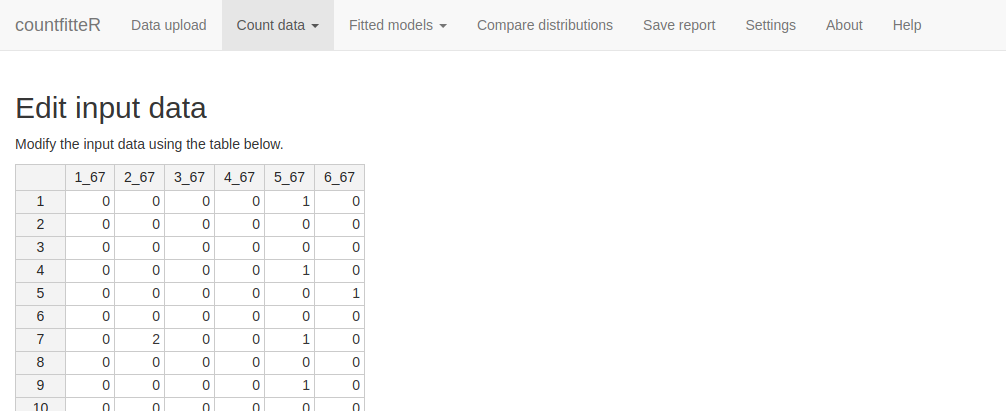 countfitteR Data upload Count data Fitted models Compare distributions Save report Settings About Help
Edit input data
Modify the input data using the table below.
1_67 2_67 3_67 4_67 5_67 6_67
1 0 0 0 0 1 0
2 0 0 0 0 0 0
3 0 0 0 0 0 0
4 0 0 0 0 1 0
5 0 0 0 0 0 1
6 0 0 0 0 0 0
7 0 2 0 0 1 0
8 0 0 0 0 0 0
9 0 0 0 0 1 0
10 0 0 0 0 0 0